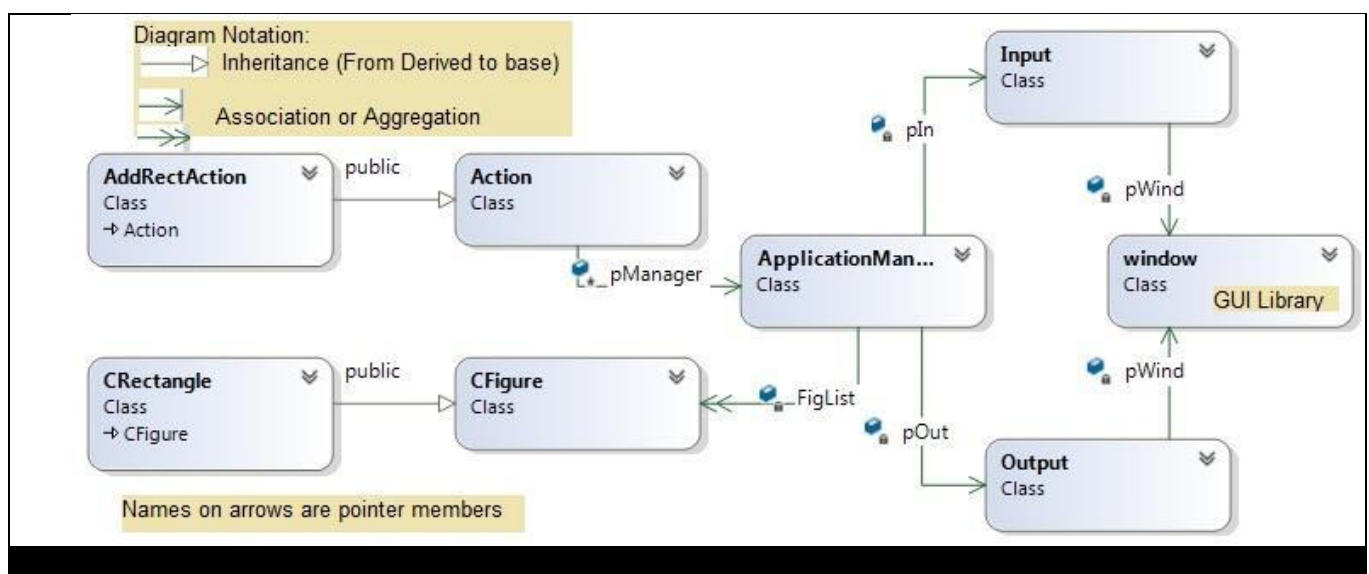 Diagram Notation:
Inheritance (From Derived to base)
Association or Aggregation
AddRectAction
Class
Action
public
Action
Class
pManager
ApplicationMan...
Class
pIn
Input
Class
pWind
window
Class
GUI Library
CRectangle
Class
CFigure
public
CFigure
Class
FigList
pOut
pWind
Output
Class
Names on arrows are pointer members